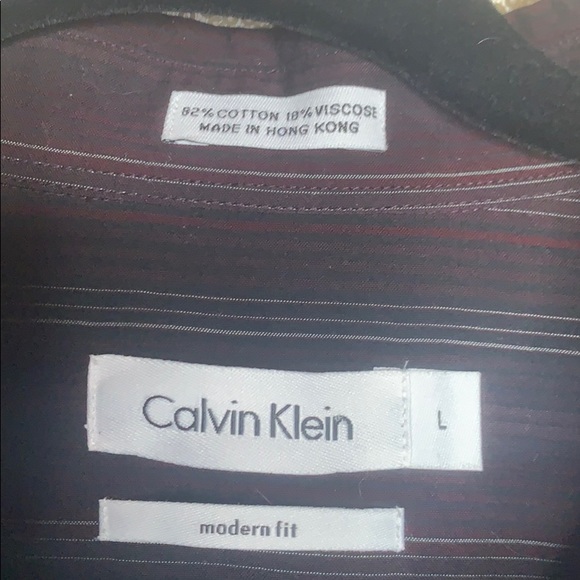 82% COTTON 18% VISCOSE
MADE IN HONG KONG
Calvin Klein
L
modern fit